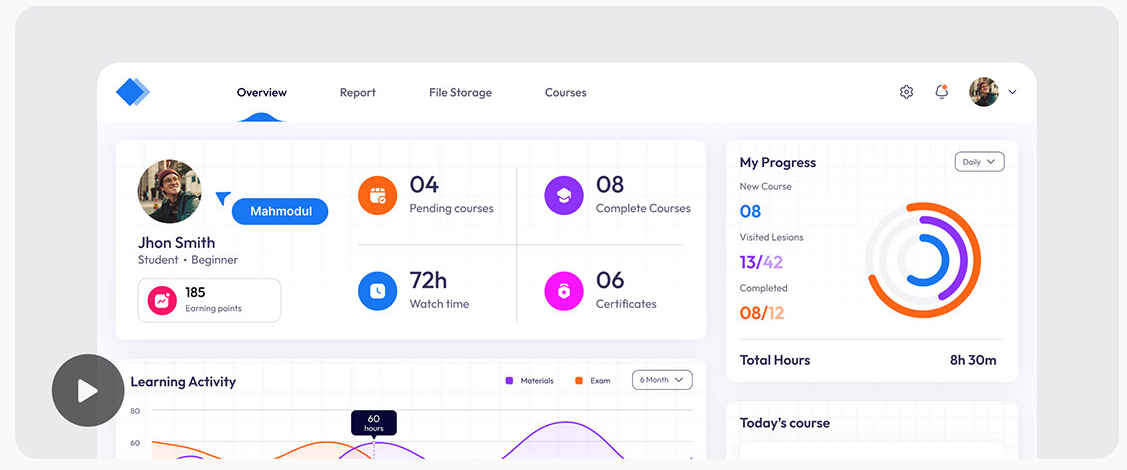 Overview
Report
File Storage
Courses
Mahmodul
Jhon Smith
Student • Beginner
185
Earning points
04
Pending courses
08
Complete Courses
72h
Watch time
06
Certificates
My Progress
Daily
New Course
08
Visited Lesions
13/42
Completed
08/12
Total Hours 8h 30m
Learning Activity
Materials
Exam
6 Month
80
60
60
hours
Today's course